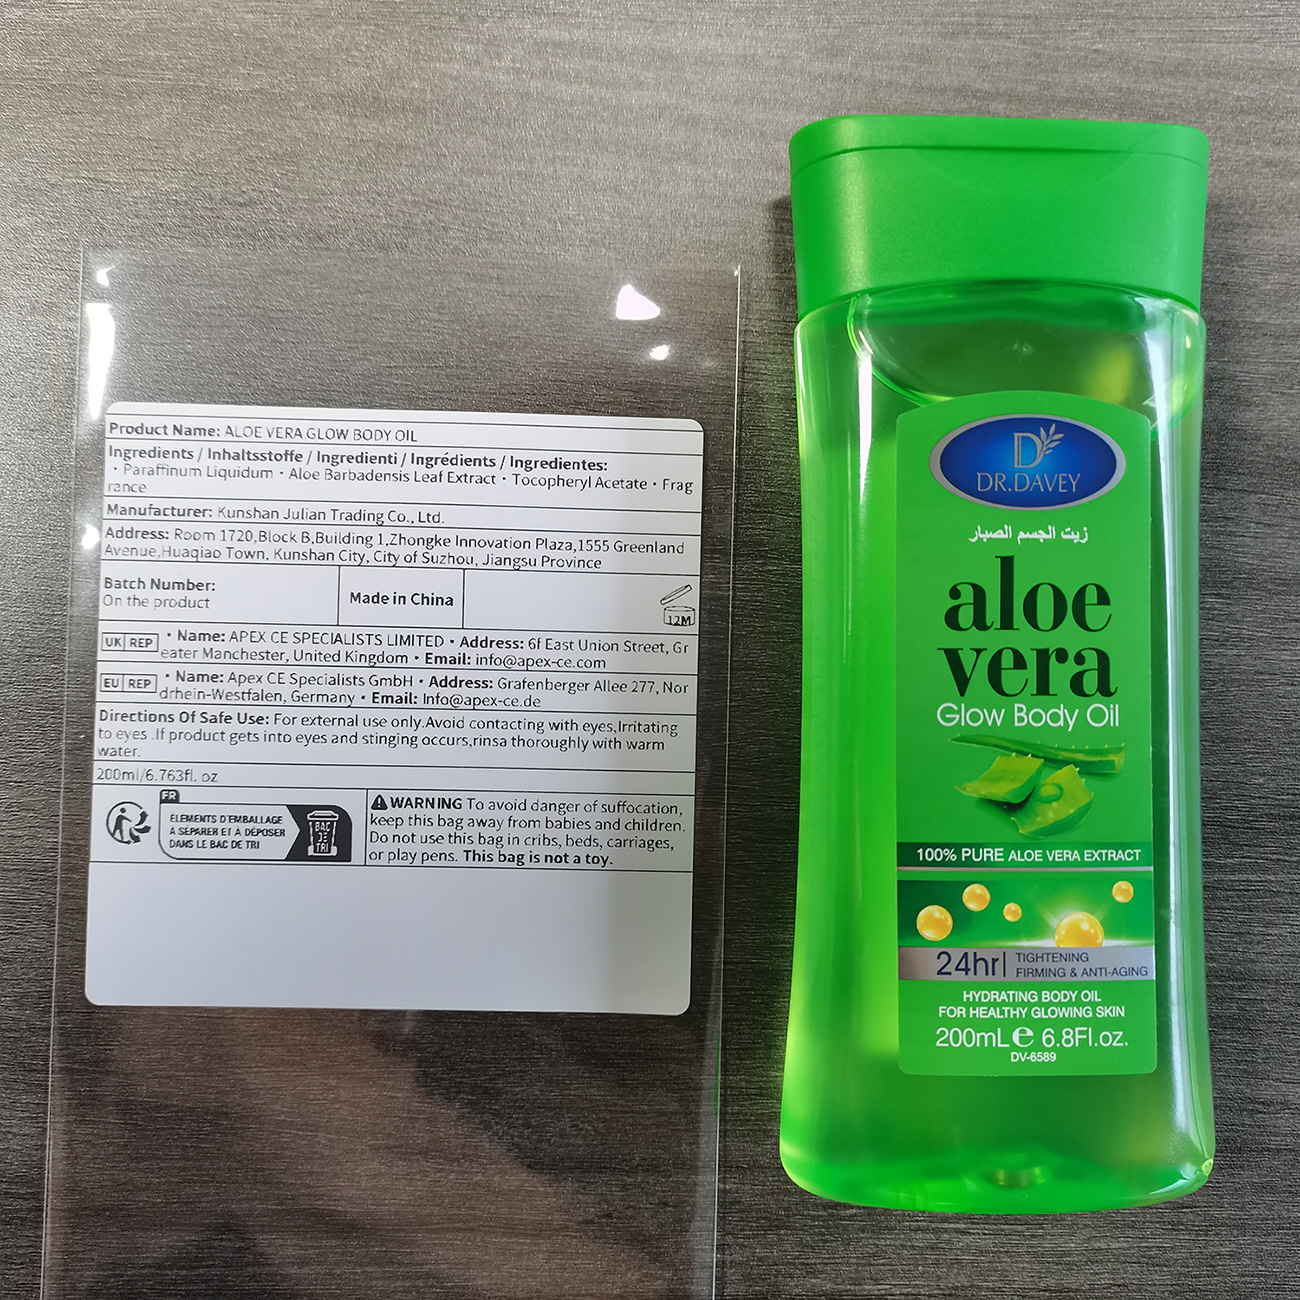 Product Name: ALOE VERA GLOW BODY OIL
Ingredients / Inhaltsstoffe / Ingredienti / Ingrédients / Ingredientes:
・Paraffinum Liquidum・Aloe Barbadensis Leaf Extract・Tocopheryl Acetate・Frag
rance
Manufacturer: Kunshan Julian Trading Co., Ltd.
Address: Room 1720,Block B,Building 1,Zhongke Innovation Plaza,1555 Greenland
Avenue,Huaqiao Town, Kunshan City, City of Suzhou, Jiangsu Province
Batch Number:
On the product
Made in China
12M
UK REP
・Name: APEX CE SPECIALISTS LIMITED・Address: 6f East Union Street, Gr
eater Manchester, United Kingdom・Email: info@apex-ce.com
EU REP
・Name: Apex CE Specialists GmbH・Address: Grafenberger Allee 277, Nor
drhein-Westfalen, Germany・Email: Info@apex-ce.de
Directions Of Safe Use: For external use only.Avoid contacting with eyes,Irritating
to eyes .If product gets into eyes and stinging occurs,rinsa thoroughly with warm
water.
200ml/6.763fl. oz
FR
ELEMENTS D'EMBALLAGE
À SÉPARER ET À DÉPOSER
DANS LE BAC DE TRI
BAC
DE
TRI
WARNING To avoid danger of suffocation,
keep this bag away from babies and children.
Do not use this bag in cribs, beds, carriages,
or play pens. This bag is not a toy.
D
DR.DAVEY
زيت الجسم الصبار
aloe
vera
Glow Body Oil
100% PURE ALOE VERA EXTRACT
24hr
TIGHTENING
FIRMING & ANTI-AGING
HYDRATING BODY OIL
FOR HEALTHY GLOWING SKIN
200mL ℮ 6.8Fl.oz.
DV-6589